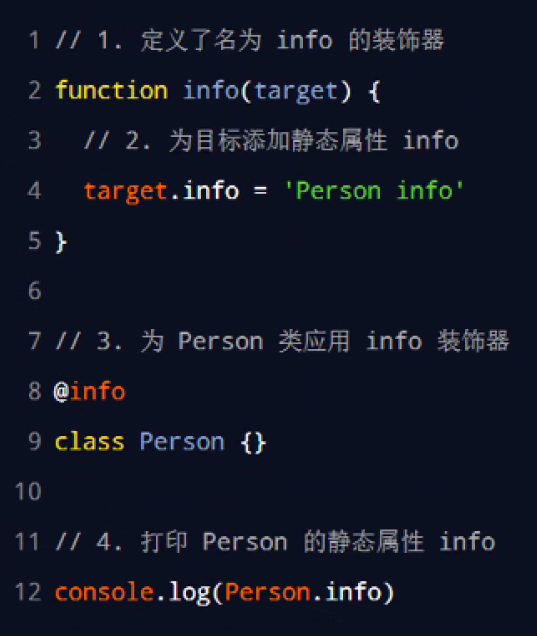 1 // 1. 定义了名为 info 的装饰器
2 function info(target) {
3   // 2. 为目标添加静态属性 info
4   target.info = 'Person info'
5 }
6
7 // 3. 为 Person 类应用 info 装饰器
8 @info
9 class Person {}
10
11 // 4. 打印 Person 的静态属性 info
12 console.log(Person.info)